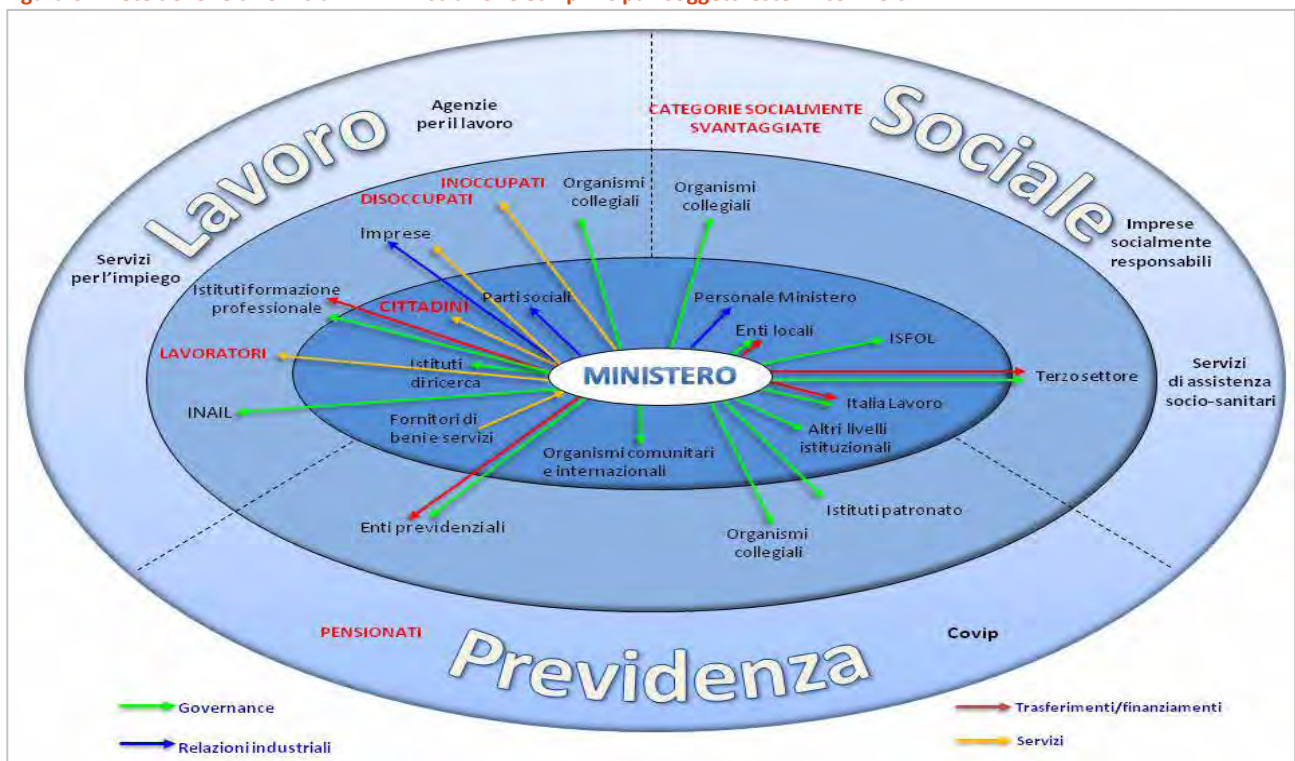 Lavoro
Sociale
Agenzie
per il lavoro
CATEGORIE SOCIALMENTE
SVANTAGGIATE
INOCCUPATI
DISOCCUPATI
Organismi
collegiali
Organismi
collegiali
Imprese
Imprese
socialmente
responsabili
Servizi
per l'impiego
Istituti formazione
professionale
CITTADINI
Parti sociali
Personale Ministero
Enti locali
ISFOL
LAVORATORI
Istituti
di ricerca
MINISTERO
Terzo settore
Servizi
di assistenza
socio-sanitari
INAIL
Fornitori di
beni e servizi
Italia Lavoro
Altri livelli
istituzionali
Organismi comunitari
e internazionali
Istituti patronato
Enti previdenziali
Organismi
collegiali
PENSIONATI
Covip
Previdenza
Governance
Relazioni industriali
Trasferimenti/finanziamenti
Servizi